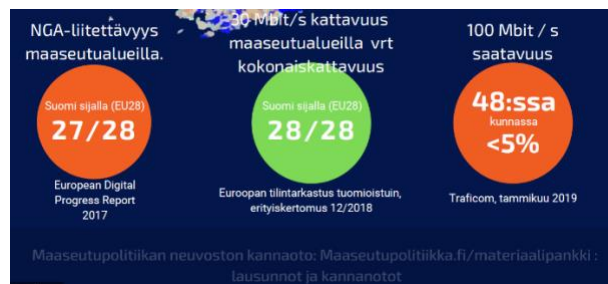 NGA-liitettävyys
maaseutualueilla.
Suomi sijalla (EU28)
27/28
European Digital
Progress Report
2017
30 Mbit/s kattavuus
maaseutualueilla vrt
kokonaiskattavuus
Suomi sijalla (EU28)
28/28
Euroopan tilintarkastus tuomioistuin,
erityiskertomus 12/2018
100 Mbit / s
saatavuus
48:ssa
kunnassa
<5%
Traficom, tammikuu 2019
Maaseutupolitiikan neuvoston kannaoto: Maaseutupolitiikka.fi/materiaalipankki :
lausunnot ja kannanotot